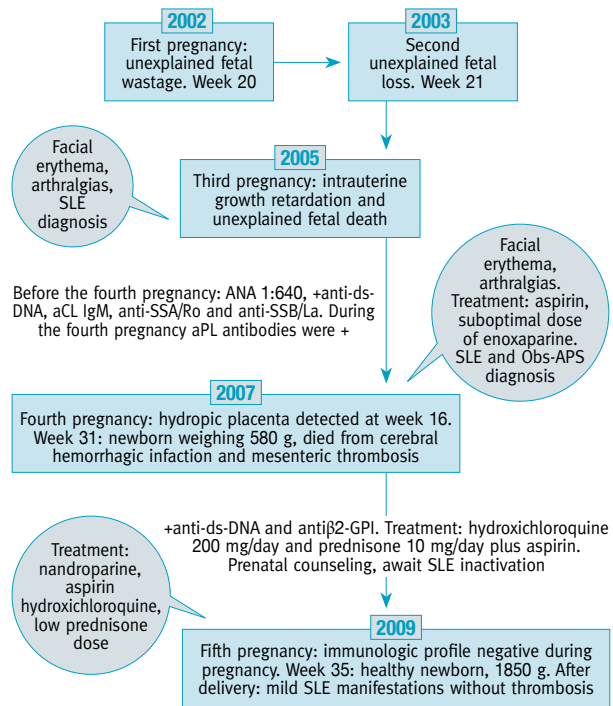 2002
First pregnancy:
unexplained fetal
wastage. Week 20
2003
Second
unexplained fetal
loss. Week 21
Facial
erythema,
arthralgias,
SLE
diagnosis
2005
Third pregnancy: intrauterine
growth retardation and
unexplained fetal death
Before the fourth pregnancy: ANA 1:640, +anti-ds-
DNA, aCL IgM, anti-SSA/Ro and anti-SSB/La. During
the fourth pregnancy aPL antibodies were +
Facial
erythema,
arthralgias.
Treatment: aspirin,
suboptimal dose
of enoxaparine.
SLE and Obs-APS
diagnosis
2007
Fourth pregnancy: hydropic placenta detected at week 16.
Week 31: newborn weighing 580 g, died from cerebral
hemorrhagic infaction and mesenteric thrombosis
+anti-ds-DNA and antiβ2-GPI. Treatment: hydroxichloroquine
200 mg/day and prednisone 10 mg/day plus aspirin.
Prenatal counseling, await SLE inactivation
Treatment:
nandroparine,
aspirin
hydroxichloroquine,
low prednisone
dose
2009
Fifth pregnancy: immunologic profile negative during
pregnancy. Week 35: healthy newborn, 1850 g. After
delivery: mild SLE manifestations without thrombosis